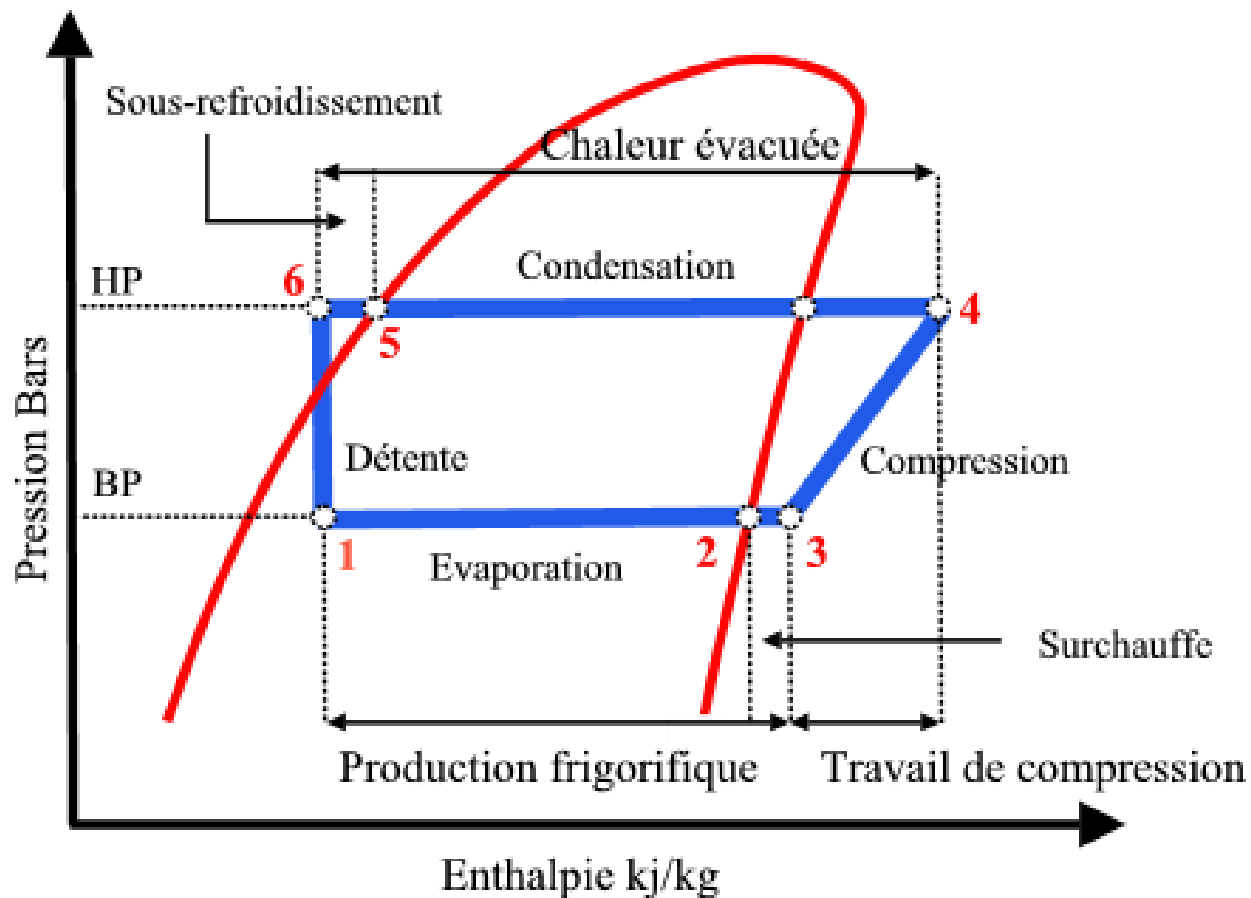 Sous-refroidissement
Chaleur évacuée
HP
6
Condensation
5
4
Pression Bars
Détente
Compression
BP
1
Evaporation
2
3
Surchauffe
Production frigorifique
Travail de compression
Enthalpie kj/kg